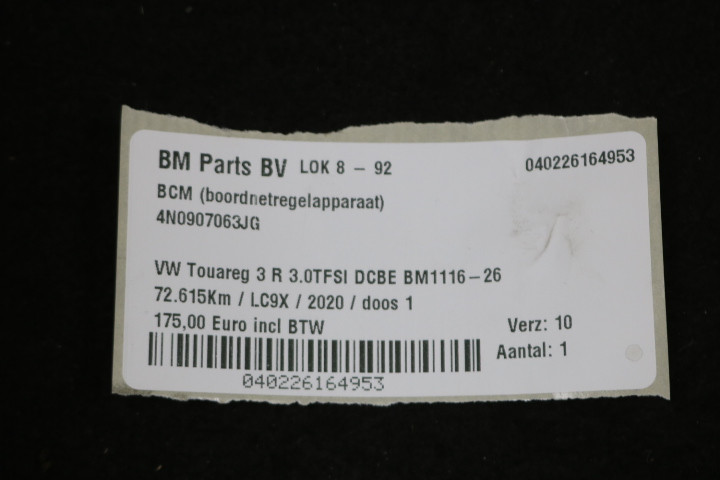 BM Parts BV LOK 8 - 92 040226164953
BCM (boordnetregelapparaat)
4N0907063JG
VW Touareg 3 R 3.0TFSI DCBE BM1116-26
72.615Km / LC9X / 2020 / doos 1
175,00 Euro incl BTW Verz: 10
Aantal: 1
040226164953